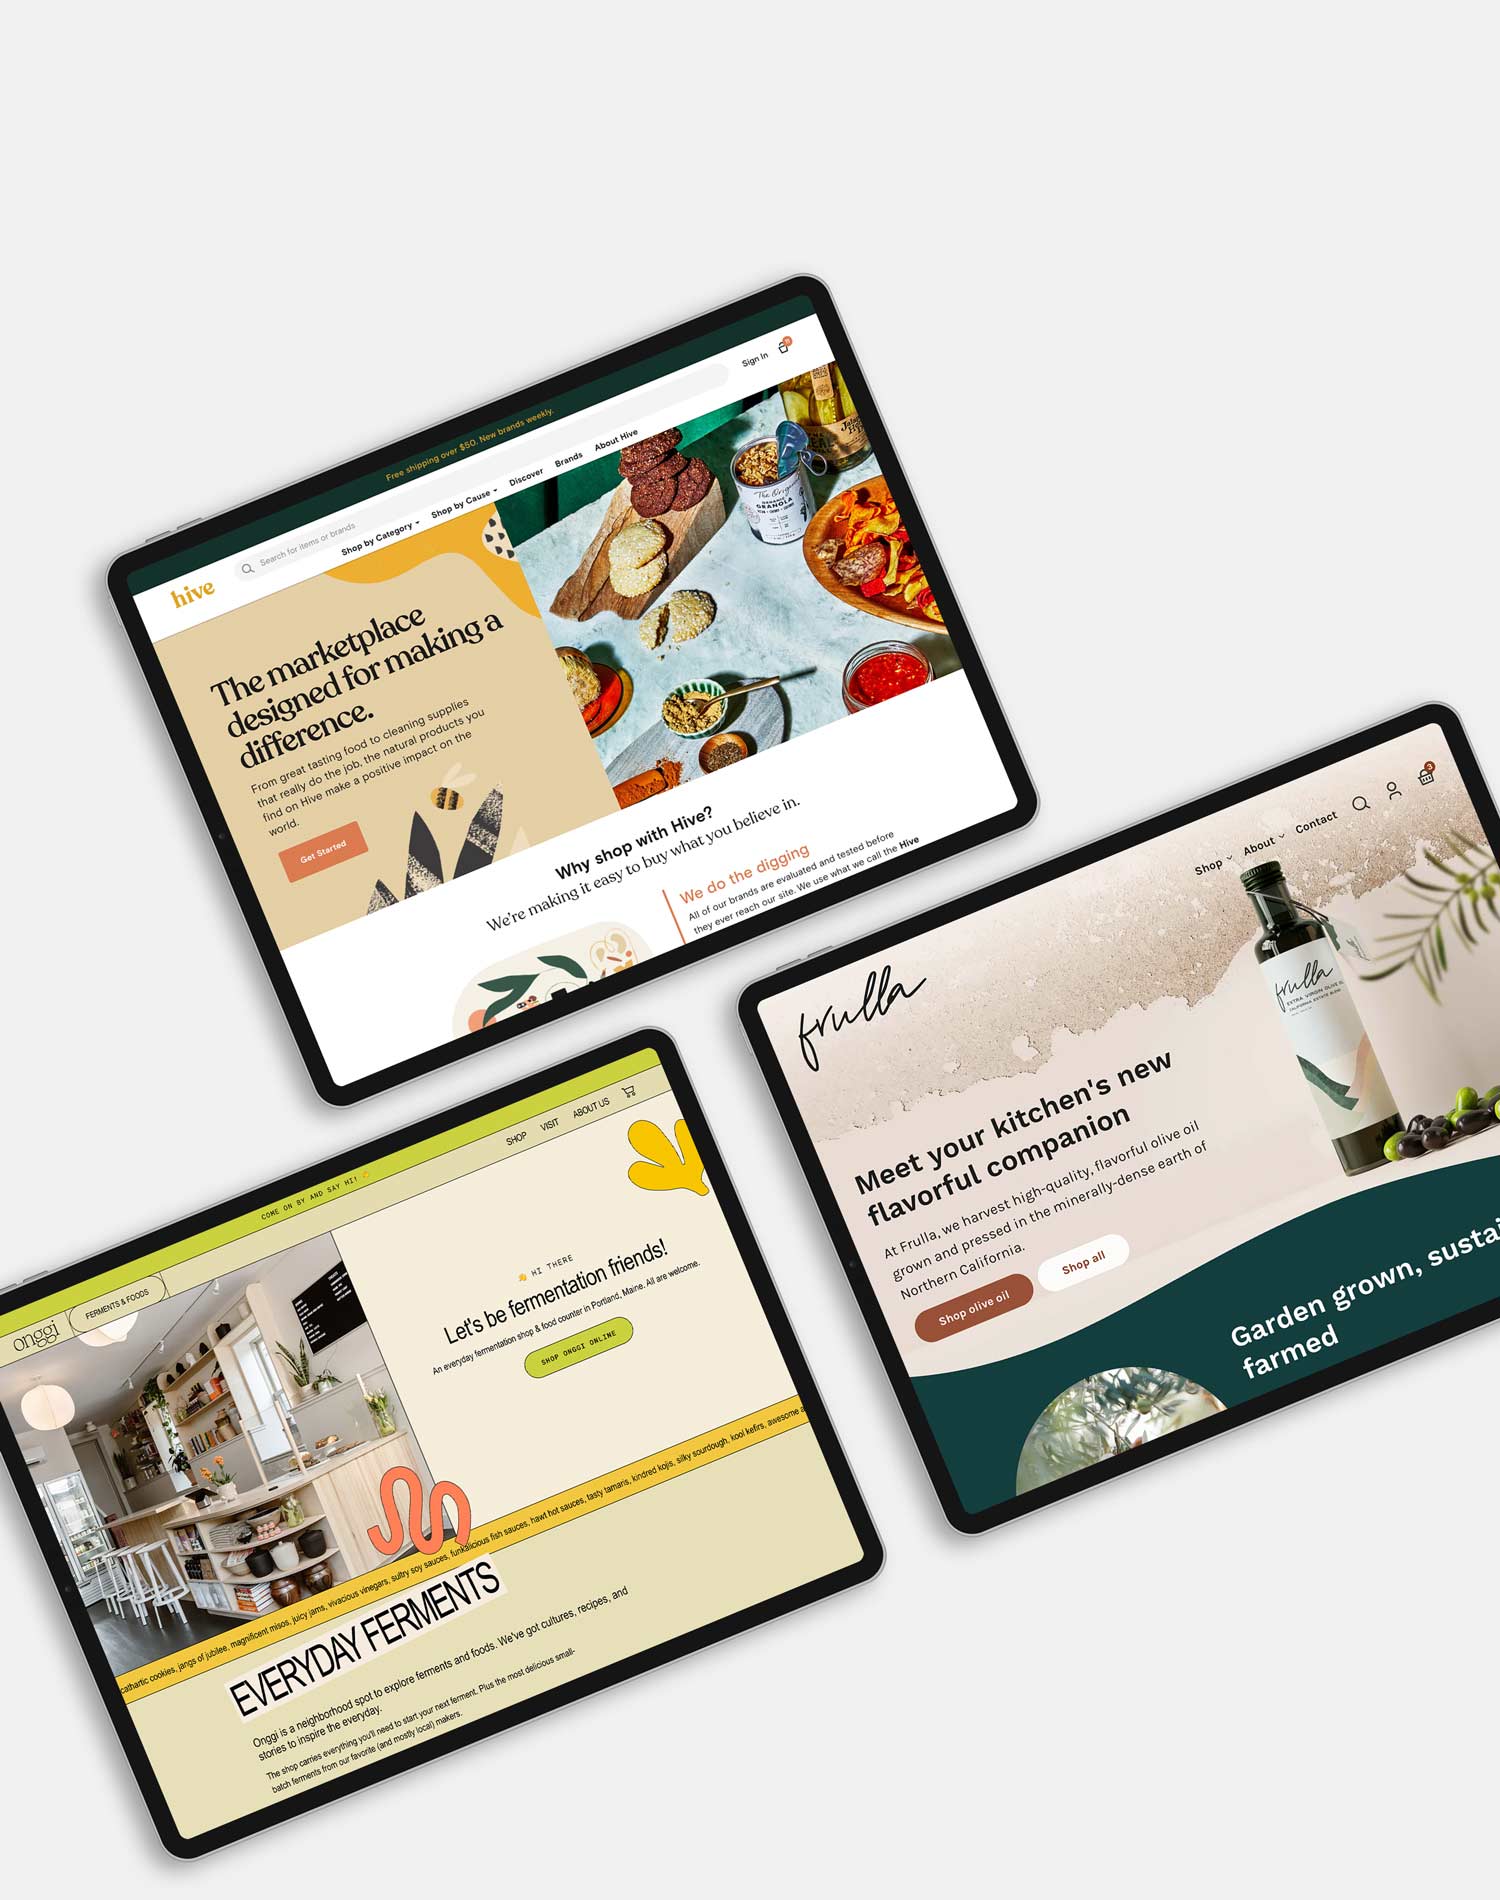 Free shipping over $50. New brands weekly.
hive
Search for items or brands
Sign In
Shop by Category
Shop by Cause
Discover
Brands
About Hive
The marketplace
designed for making a
difference.
From great tasting food to cleaning supplies
that really do the job, the natural products you
find on Hive make a positive impact on the
world.
Get Started
The Original
GRANOLA
Why shop with Hive?
We're making it easy to buy what you believe in.
We do the digging
All of our brands are evaluated and tested before
they ever reach our site. We use what we call the Hive
frulla
Shop
About
Contact
3
frulla
EXTRA VIRGIN OLIVE OIL
CALIFORNIA ESTATE BLEND
Meet your kitchen's new
flavorful companion
At Frulla, we harvest high-quality, flavorful olive oil
grown and pressed in the minerally-dense earth of
Northern California.
Shop olive oil
Shop all
Garden grown, sustai
farmed
COME ON BY AND SAY HI!
onggi
FERMENTS & FOODS
SHOP
VISIT
ABOUT US
HI THERE
Let's be fermentation friends!
An everyday fermentation shop & food counter in Portland, Maine. All are welcome.
SHOP ONGGI ONLINE
cathartic cookies, jangs of jubilee, magnificent misos, juicy jams, vivacious vinegars, sultry soy sauces, funkalicious fish sauces, hawt hot sauces, tasty tamaris, kindred kojis, silky sourdough, kool kefirs, awesome a
EVERYDAY FERMENTS
Onggi is a neighborhood spot to explore ferments and foods. We've got cultures, recipes, and
stories to inspire the everyday.
The shop carries everything you'll need to start your next ferment. Plus the most delicious small-
batch ferments from our favorite (and mostly local) makers.